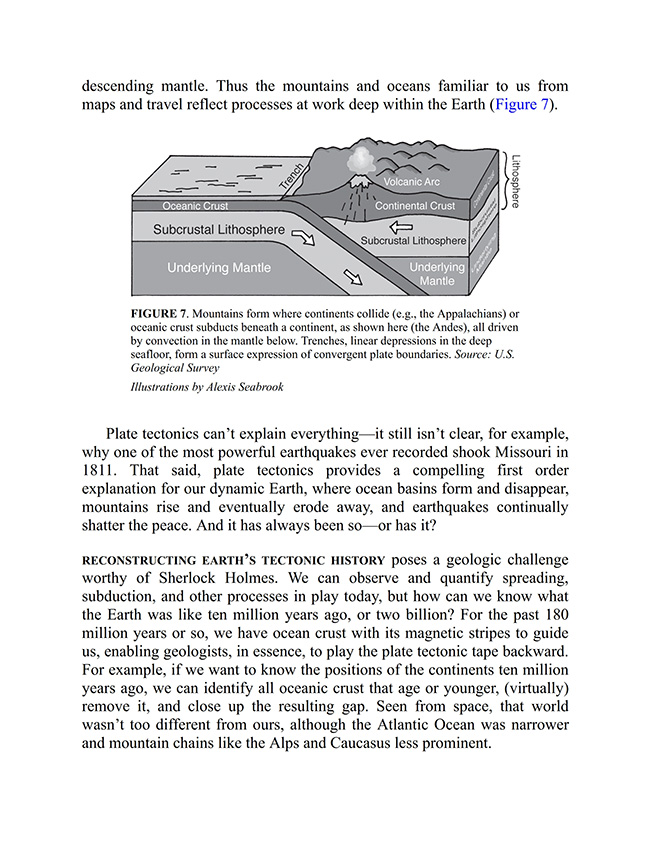 descending mantle. Thus the mountains and oceans familiar to us from
maps and travel reflect processes at work deep within the Earth (Figure 7).
Trench
Volcanic Arc
Lithosphere
Oceanic Crust
Continental Crust
Subcrustal Lithosphere
Subcrustal Lithosphere
Underlying Mantle
Underlying
Mantle
FIGURE 7. Mountains form where continents collide (e.g., the Appalachians) or
oceanic crust subducts beneath a continent, as shown here (the Andes), all driven
by convection in the mantle below. Trenches, linear depressions in the deep
seafloor, form a surface expression of convergent plate boundaries. Source: U.S.
Geological Survey
Illustrations by Alexis Seabrook
Plate tectonics can’t explain everything—it still isn’t clear, for example,
why one of the most powerful earthquakes ever recorded shook Missouri in
1811. That said, plate tectonics provides a compelling first order
explanation for our dynamic Earth, where ocean basins form and disappear,
mountains rise and eventually erode away, and earthquakes continually
shatter the peace. And it has always been so—or has it?
RECONSTRUCTING EARTH’S TECTONIC HISTORY poses a geologic challenge
worthy of Sherlock Holmes. We can observe and quantify spreading,
subduction, and other processes in play today, but how can we know what
the Earth was like ten million years ago, or two billion? For the past 180
million years or so, we have ocean crust with its magnetic stripes to guide
us, enabling geologists, in essence, to play the plate tectonic tape backward.
For example, if we want to know the positions of the continents ten million
years ago, we can identify all oceanic crust that age or younger, (virtually)
remove it, and close up the resulting gap. Seen from space, that world
wasn’t too different from ours, although the Atlantic Ocean was narrower
and mountain chains like the Alps and Caucasus less prominent.